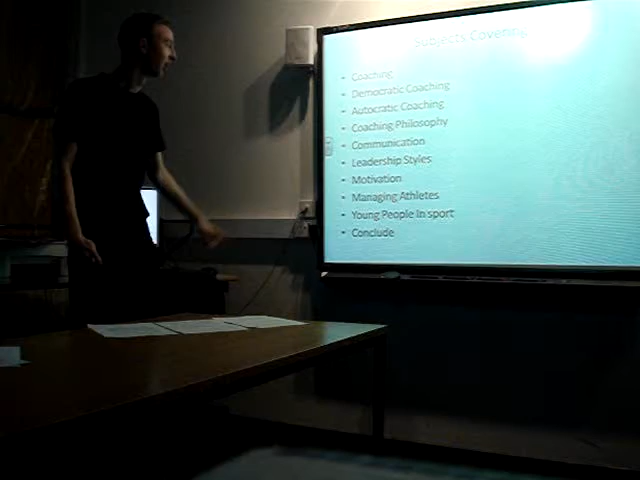 Subjects Covering
Coaching
Democratic Coaching
Autocratic Coaching
Coaching Philosophy
Communication
Leadership Styles
Motivation
Managing Athletes
Young People In sport
Conclude